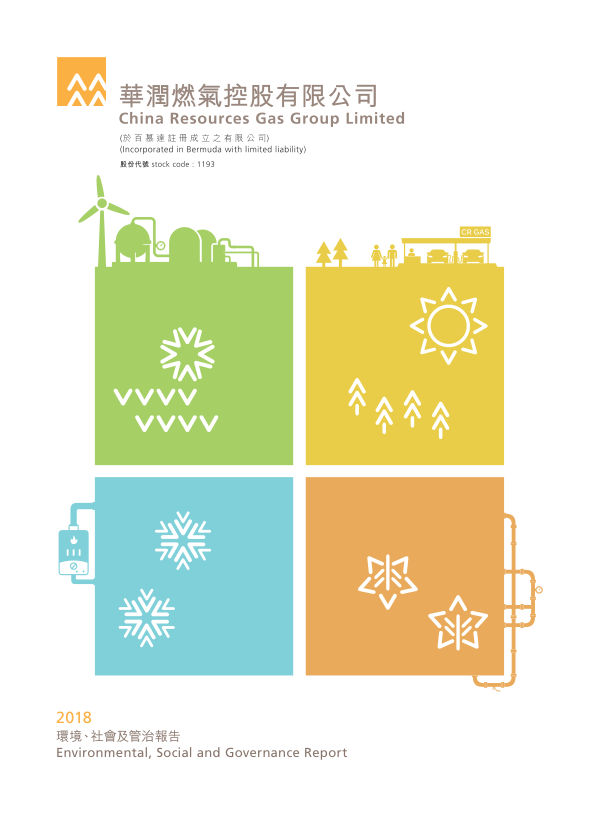 華潤燃氣控股有限公司
China Resources Gas Group Limited
(於百慕達註冊成立之有限公司)
(Incorporated in Bermuda with limited liability)
股份代號 stock code : 1193
CR GAS
2018
環境、社會及管治報告
Environmental, Social and Governance Report